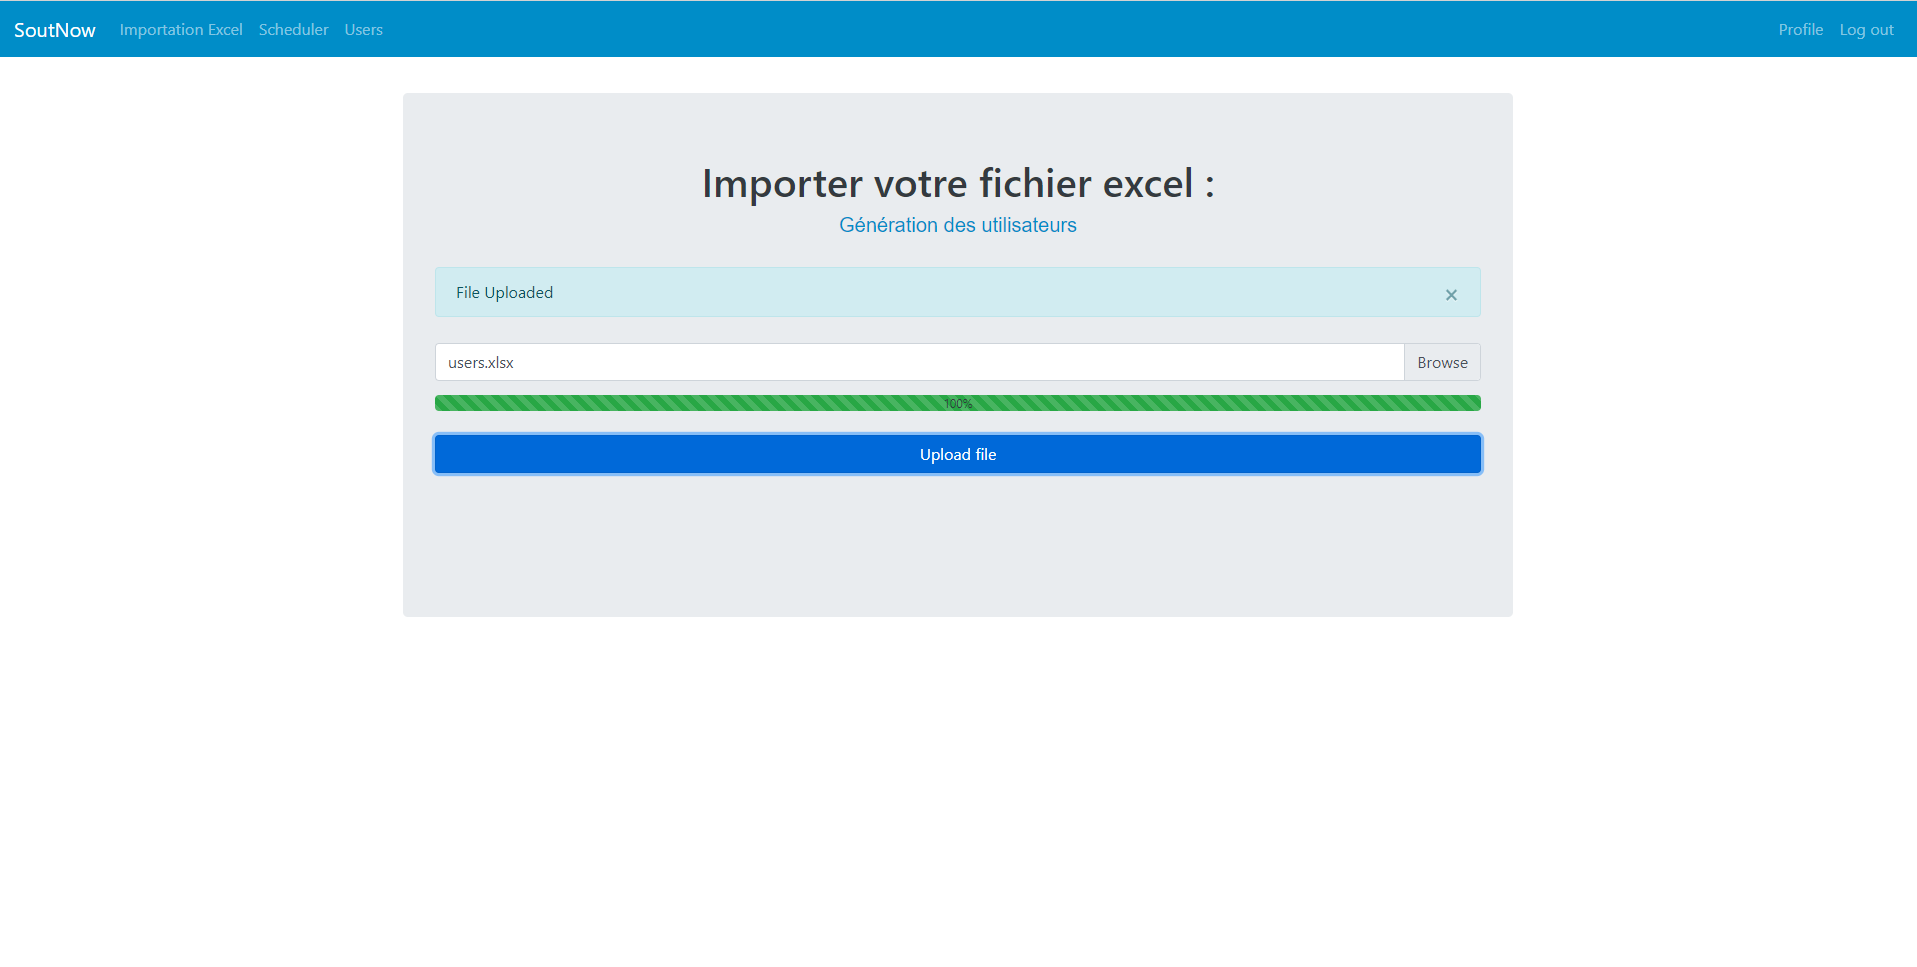 SoutNow Importation Excel Scheduler Users Profile Log out
Importer votre fichier excel :
Génération des utilisateurs
File Uploaded ×
users.xlsx Browse
100%
Upload file